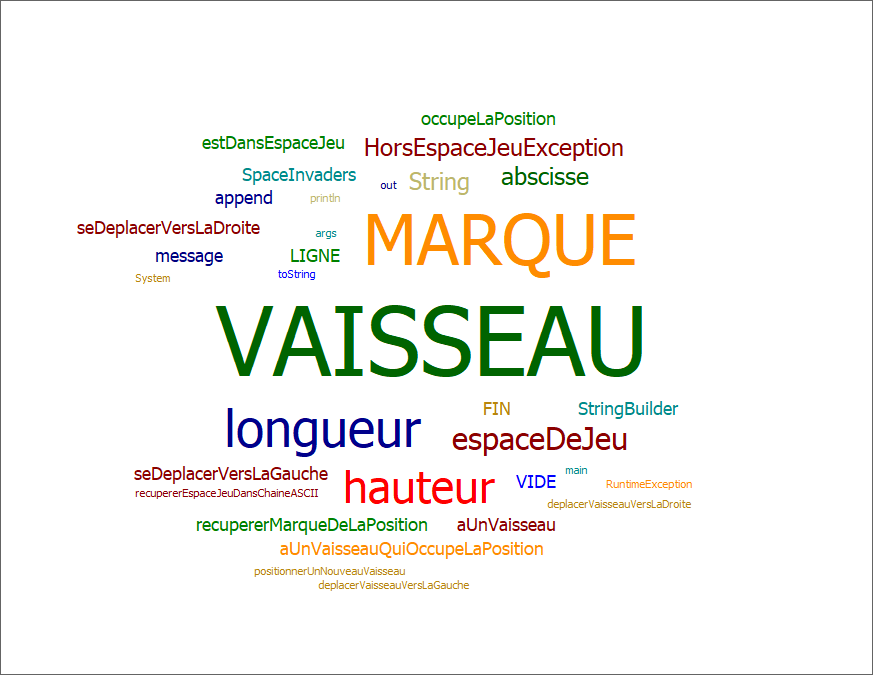 occupeLaPosition
estDansEspaceJeu HorsEspaceJeuException
SpaceInvaders out String abscisse
append println
seDeplacerVersLaDroite args MARQUE
message LIGNE
System toString
VAISSEAU
longueur FIN StringBuilder
espaceDeJeu
seDeplacerVersLaGauche hauteur VIDE main RuntimeException
recupererEspaceJeuDansChaineASCII deplacerVaisseauVersLaDroite
recupererMarqueDeLaPosition aUnVaisseau
aUnVaisseauQuiOccupeLaPosition
positionnerUnNouveauVaisseau
deplacerVaisseauVersLaGauche